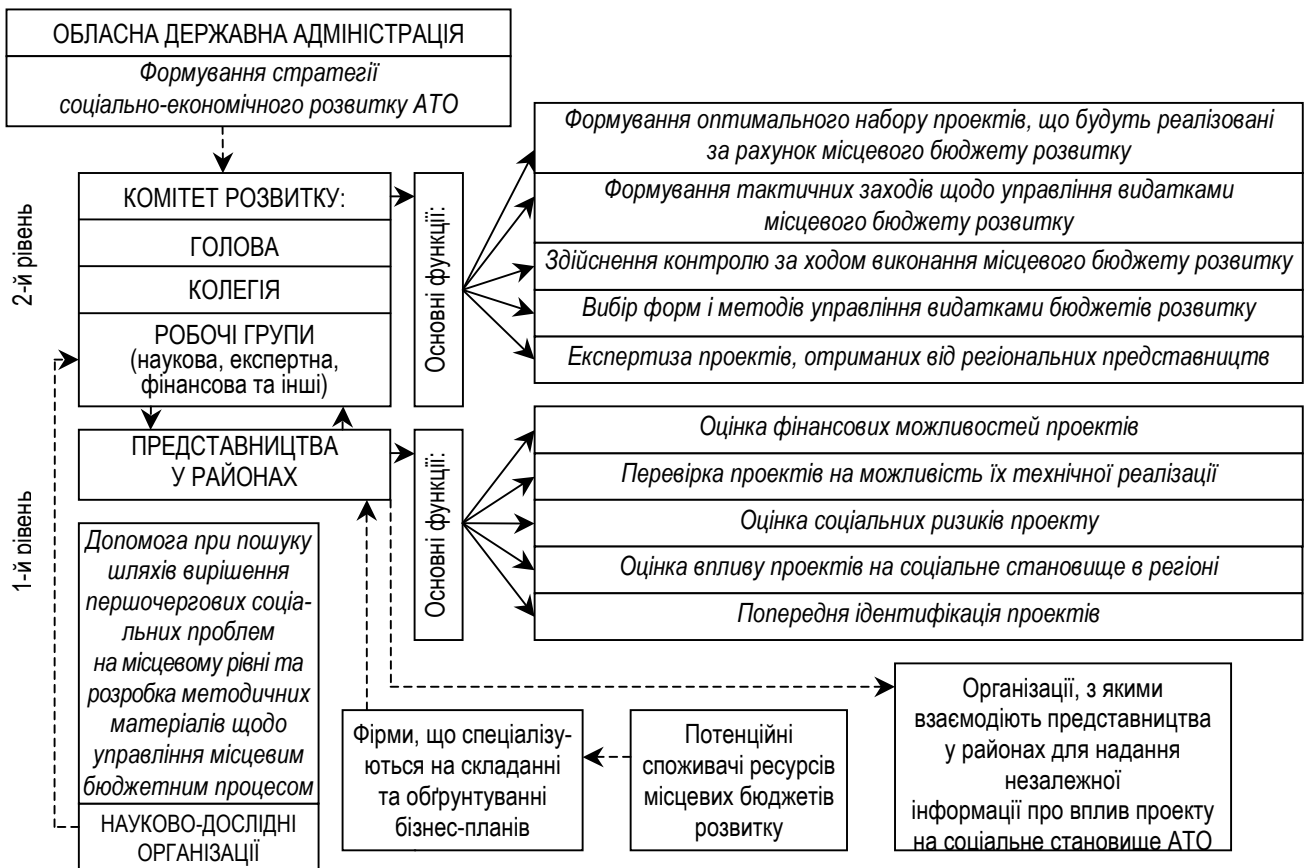 ОБЛАСНА ДЕРЖАВНА АДМІНІСТРАЦІЯ
Формування стратегії
соціально-економічного розвитку АТО
2-й рівень
КОМІТЕТ РОЗВИТКУ:
ГОЛОВА
КОЛЕГІЯ
РОБОЧІ ГРУПИ
(наукова, експертна,
фінансова та інші)
Основні функції:
Формування оптимального набору проектів, що будуть реалізовані
за рахунок місцевого бюджету розвитку
Формування тактичних заходів щодо управління видатками
місцевого бюджету розвитку
Здійснення контролю за ходом виконання місцевого бюджету розвитку
Вибір форм і методів управління видатками бюджетів розвитку
Експертиза проектів, отриманих від регіональних представництв
1-й рівень
ПРЕДСТАВНИЦТВА
У РАЙОНАХ
Основні функції:
Оцінка фінансових можливостей проектів
Перевірка проектів на можливість їх технічної реалізації
Оцінка соціальних ризиків проекту
Оцінка впливу проектів на соціальне становище в регіоні
Попередня ідентифікація проектів
Допомога при пошуку
шляхів вирішення
першочергових соціа-
льних проблем
на місцевому рівні та
розробка методичних
матеріалів щодо
управління місцевим
бюджетним процесом
НАУКОВО-ДОСЛІДНІ
ОРГАНІЗАЦІЇ
Фірми, що спеціалізу-
ються на складанні
та обґрунтуванні
бізнес-планів
Потенційні
споживачі ресурсів
місцевих бюджетів
розвитку
Організації, з якими
взаємодіють представництва
у районах для надання
незалежної
інформації про вплив проекту
на соціальне становище АТО